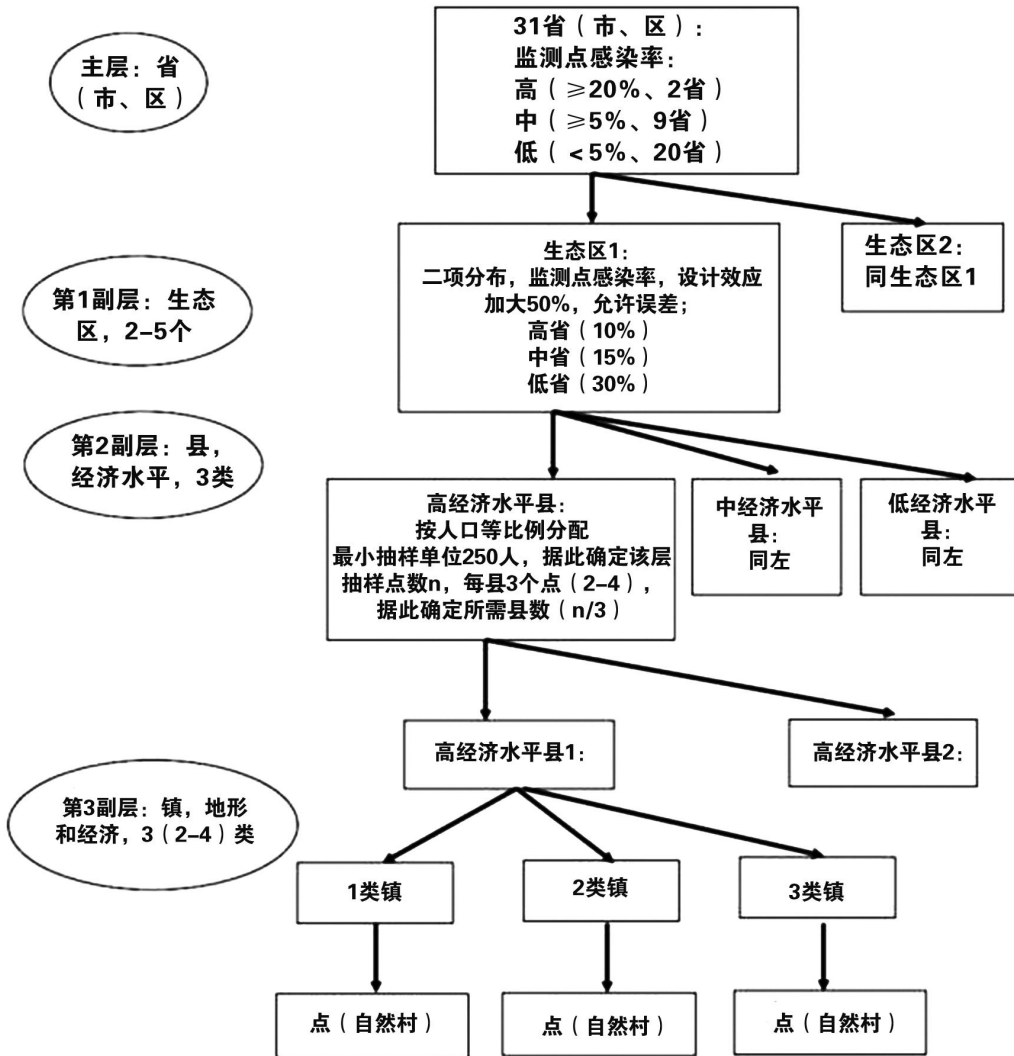 主层：省
（市、区）
31省（市、区）：
监测点感染率：
高（≥20%、2省）
中（≥5%、9省）
低（<5%、20省）
第1副层：生态
区，2–5个
生态区1：
二项分布，监测点感染率，设计效应
加大50%，允许误差；
高省（10%）
中省（15%）
低省（30%）
生态区2：
同生态区1
第2副层：县，
经济水平，3类
高经济水平县：
按人口等比例分配
最小抽样单位250人，据此确定该层
抽样点数n，每县3个点（2–4），
据此确定所需县数（n/3）
中经济水平
县：
同左
低经济水平
县：
同左
高经济水平县1：
高经济水平县2：
第3副层：镇，地形
和经济，3（2–4）类
1类镇
2类镇
3类镇
点（自然村）
点（自然村）
点（自然村）